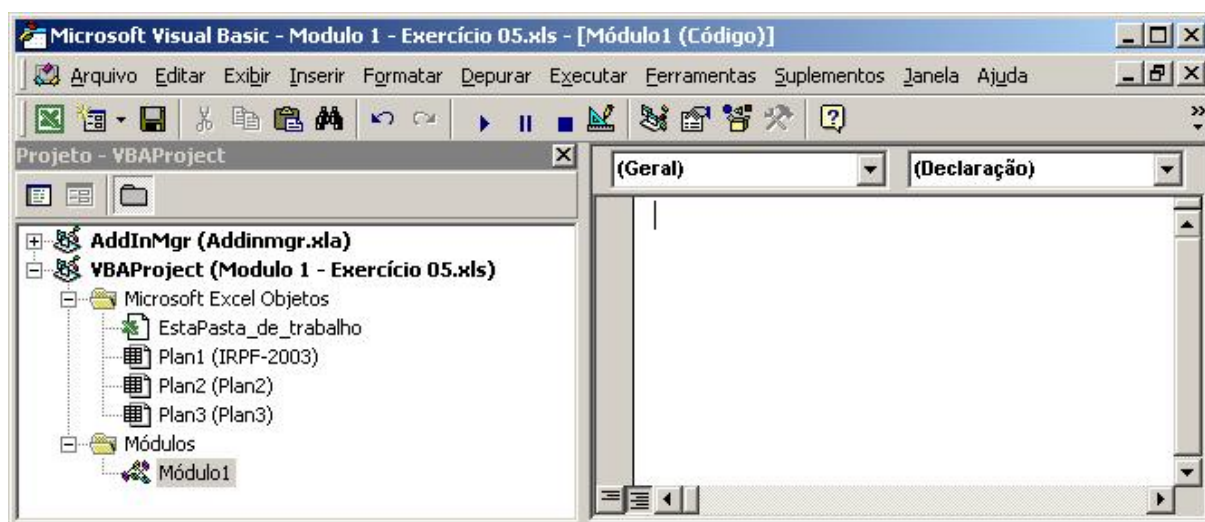 Microsoft Visual Basic - Modulo 1 - Exercício 05.xls - [Módulo1 (Código)]
Arquivo Editar Exibir Inserir Formatar Depurar Executar Ferramentas Suplementos Janela Ajuda
Projeto - VBAProject
(Geral)
(Declaração)
AddInMgr (Addinmgr.xla)
VBAProject (Modulo 1 - Exercício 05.xls)
Microsoft Excel Objetos
EstaPasta_de_trabalho
Plan1 (IRPF-2003)
Plan2 (Plan2)
Plan3 (Plan3)
Módulos
Módulo1